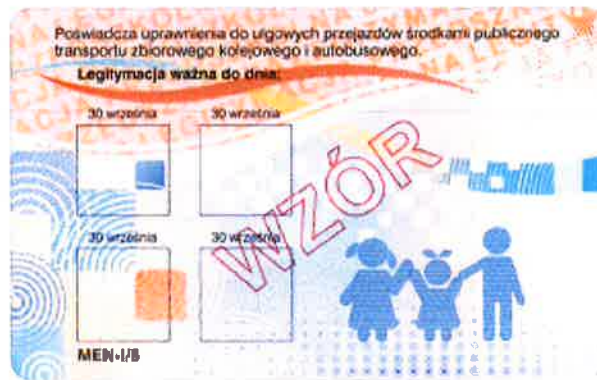 Poświadcza uprawnienia do ulgowych przejazdów środkami publicznego
transportu zbiorowego kolejowego i autobusowego.
Legitymacja ważna do dnia:
30 września 30 września
WZÓR
30 września 30 września
MEN-I/B